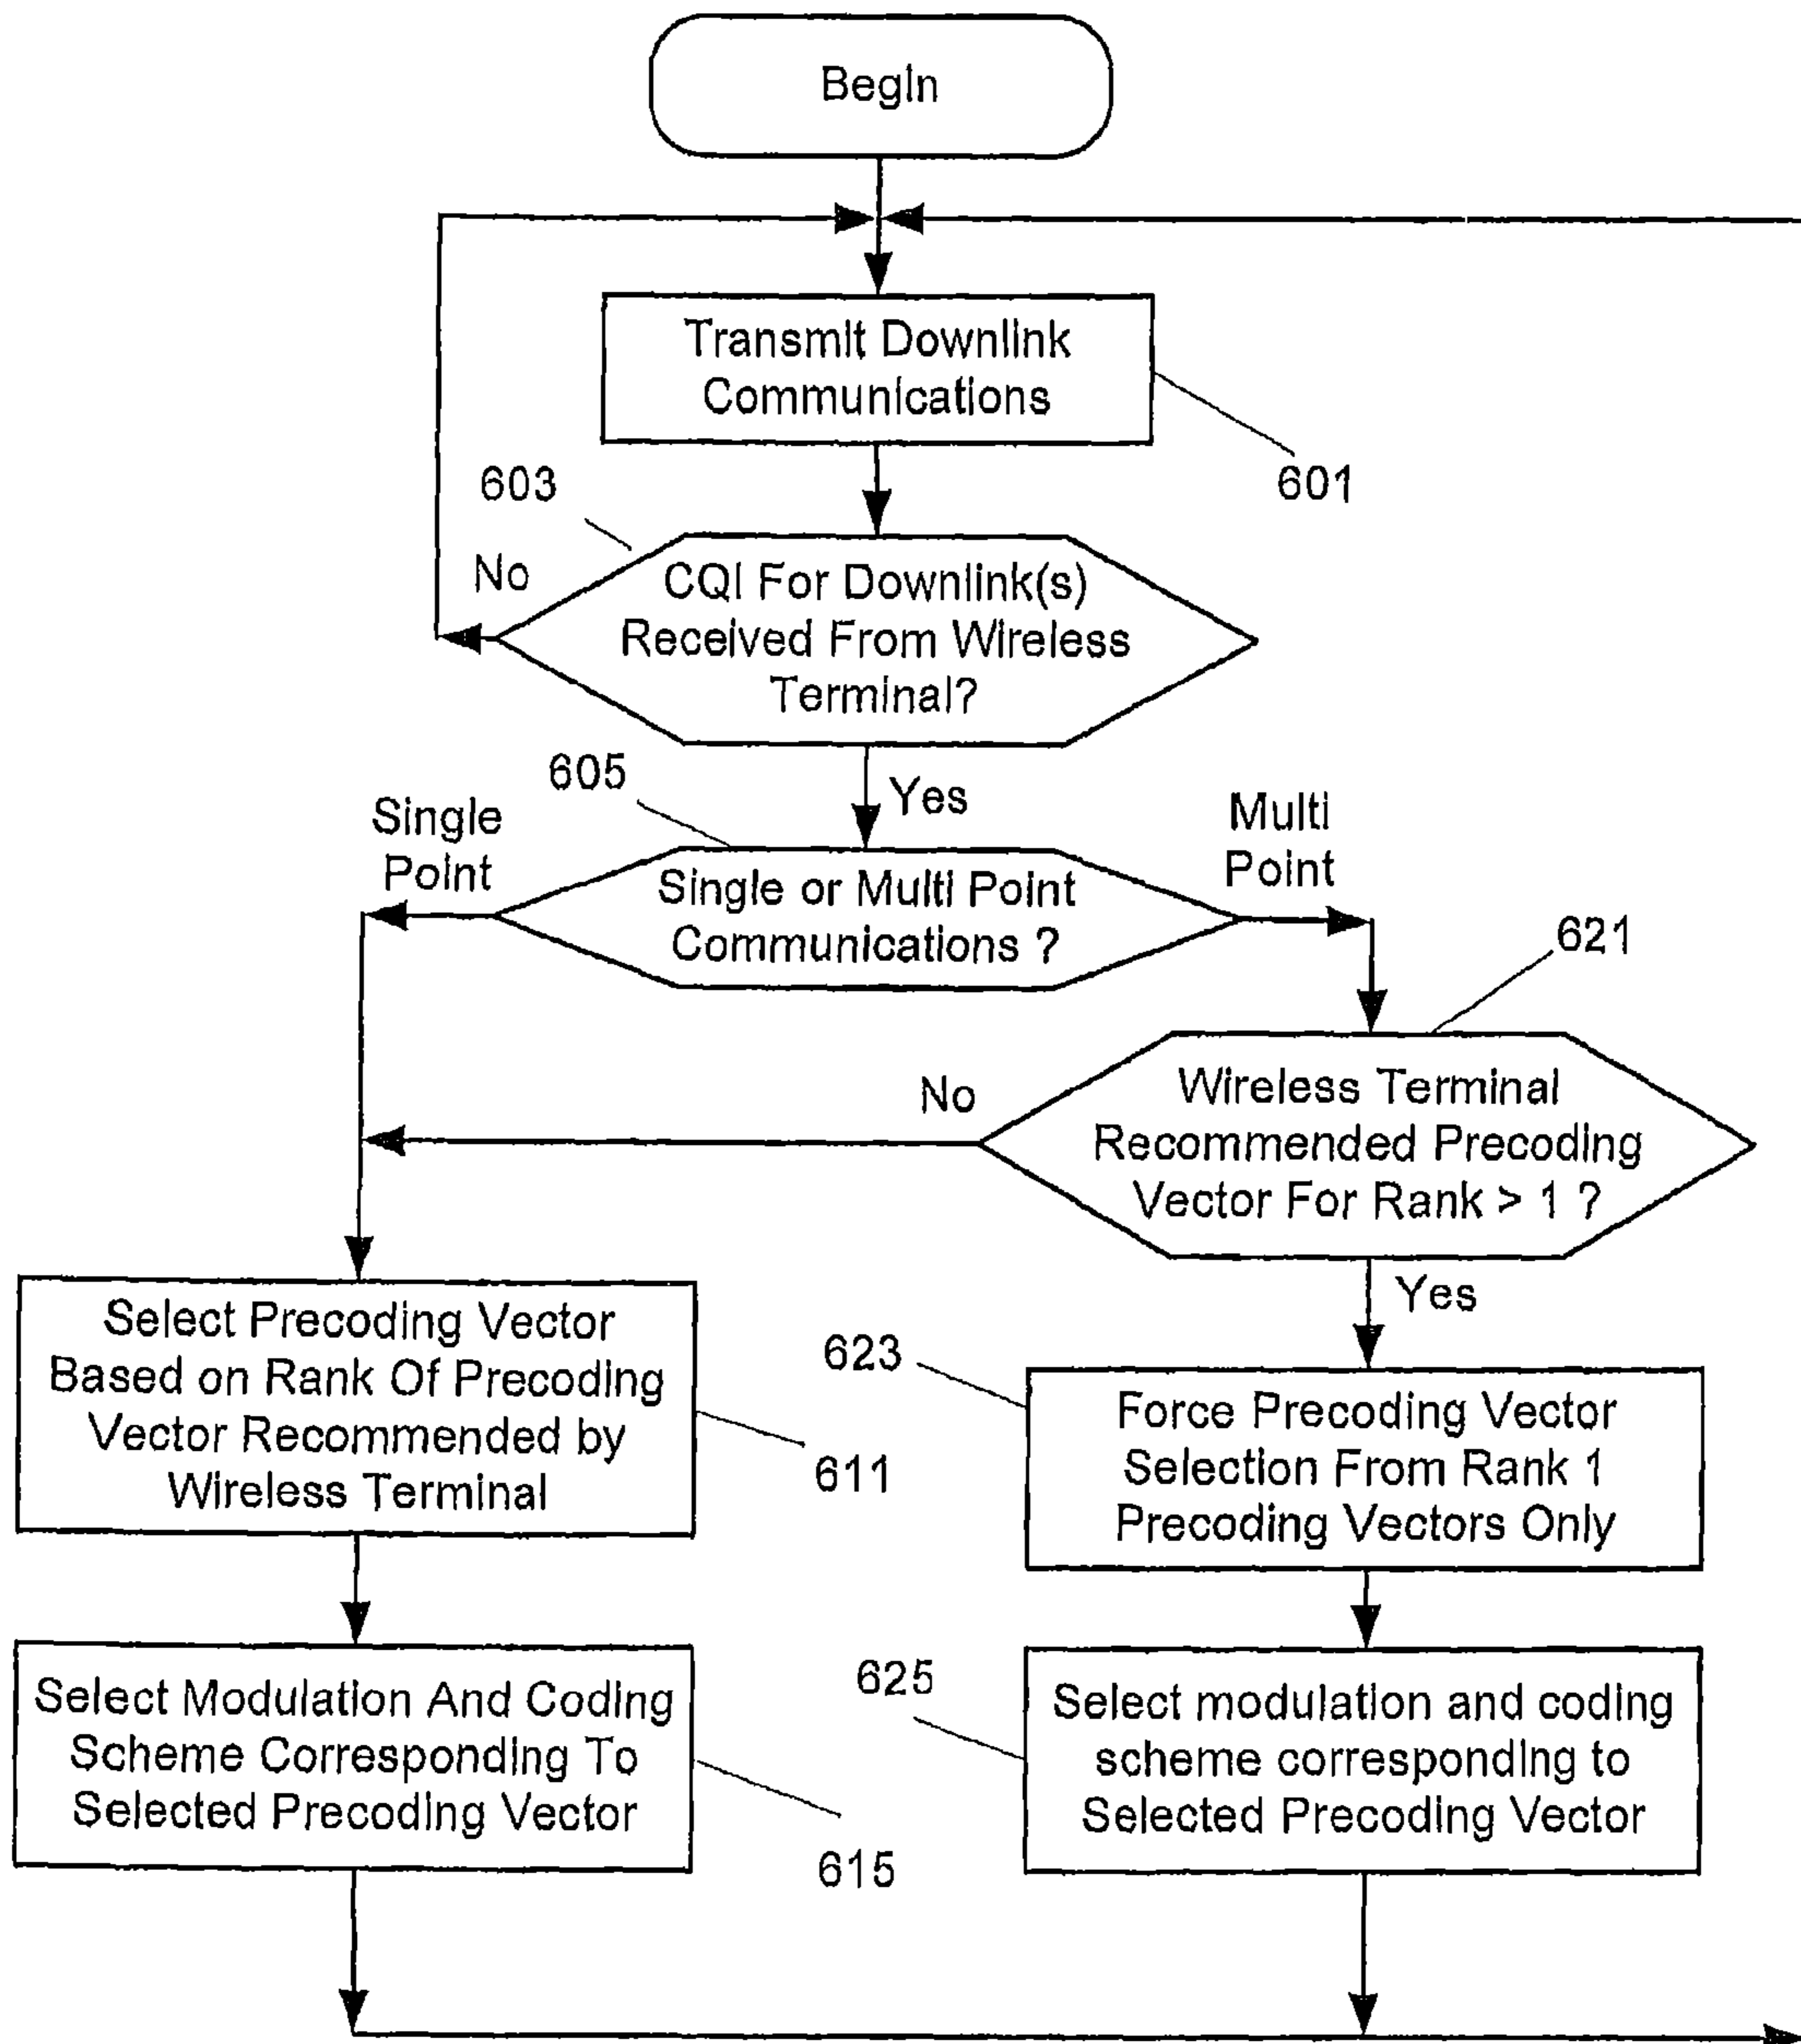 Begin
Transmit Downlink
Communications
601
603
No
CQI For Downlink(s)
Received From Wireless
Terminal?
Yes
605
Single
Point
Multi
Point
Single or Multi Point
Communications ?
621
No
Wireless Terminal
Recommended Precoding
Vector For Rank > 1 ?
Yes
Select Precoding Vector
Based on Rank Of Precoding
Vector Recommended by
Wireless Terminal
611
623
Force Precoding Vector
Selection From Rank 1
Precoding Vectors Only
Select Modulation And Coding
Scheme Corresponding To
Selected Precoding Vector
615
625
Select modulation and coding
scheme corresponding to
Selected Precoding Vector